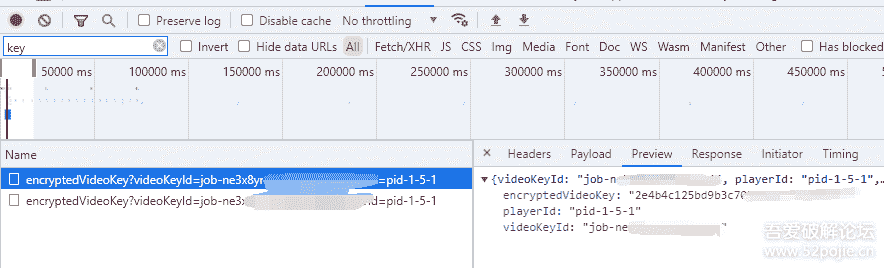 Preserve log Disable cache No throttling
key Invert Hide data URLs All Fetch/XHR JS CSS Img Media Font Doc WS Wasm Manifest Other Has blocked
50000 ms 100000 ms 150000 ms 200000 ms 250000 ms 300000 ms 350000 ms 400000 ms 450000 ms
Name
encryptedVideoKey?videoKeyId=job-ne3x8yr =pid-1-5-1
encryptedVideoKey?videoKeyId=job-ne3x d=pid-1-5-1
× Headers Payload Preview Response Initiator Timing
{videoKeyId: "job-n ", playerId: "pid-1-5-1",…
encryptedVideoKey: "2e4b4c125bd9b3c70
playerId: "pid-1-5-1"
videoKeyId: "job-ne "
吾爱破解论坛
www.52pojie.cn